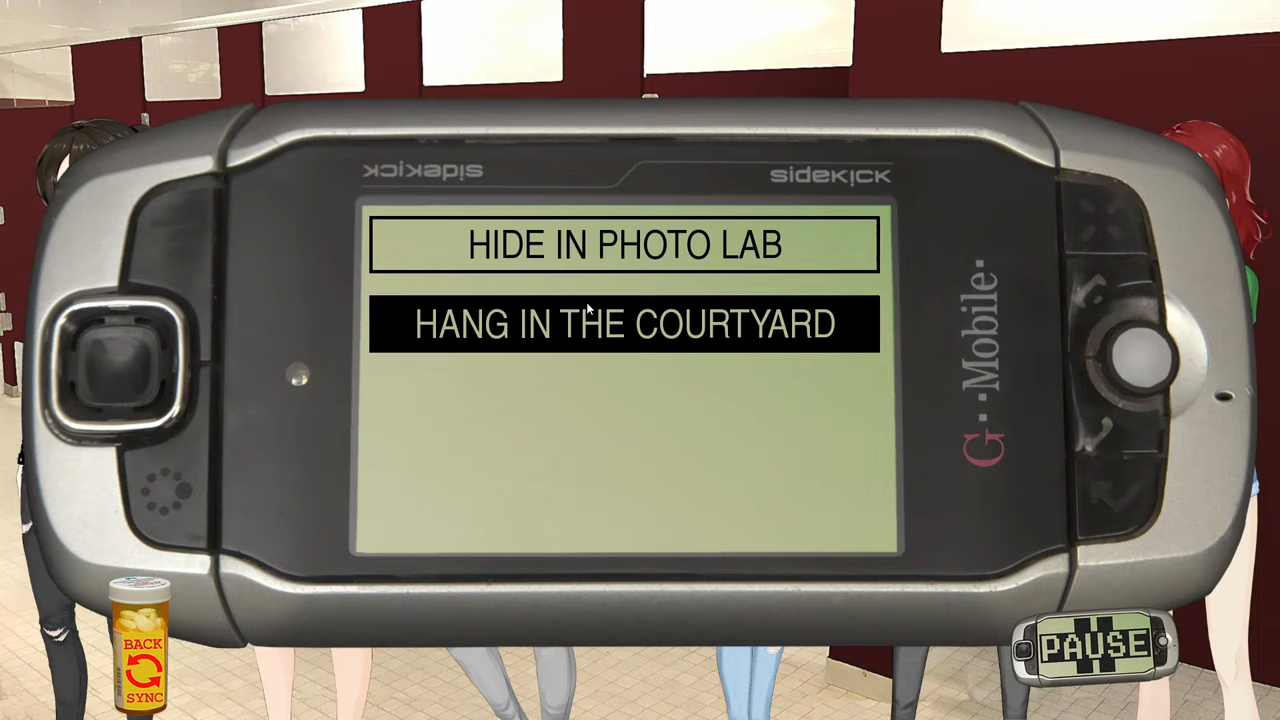 sidekick
sidekick
HIDE IN PHOTO LAB
HANG IN THE COURTYARD
G··Mobile·
BACK
SYNC
PAUSE